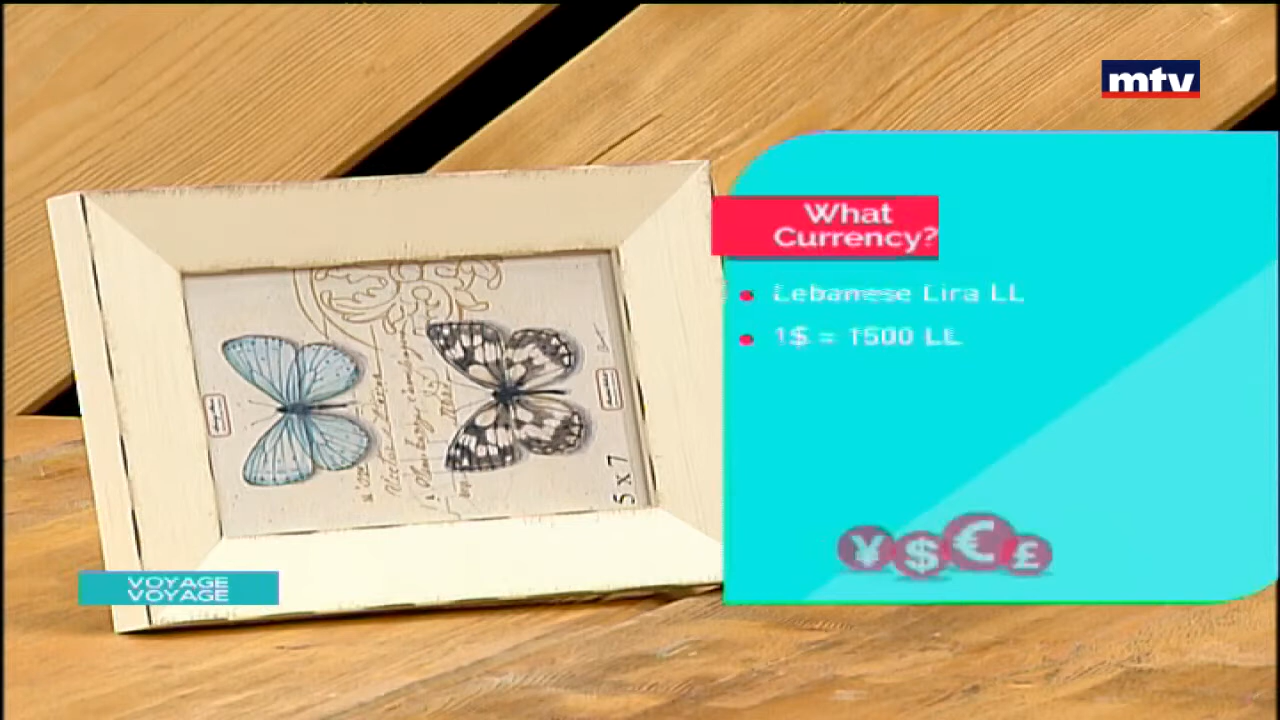 mtv
What
Currency?
Lebanese Lira LL
1$ = 1500 LL
¥ $ € £
5 x 7
VOYAGE
VOYAGE